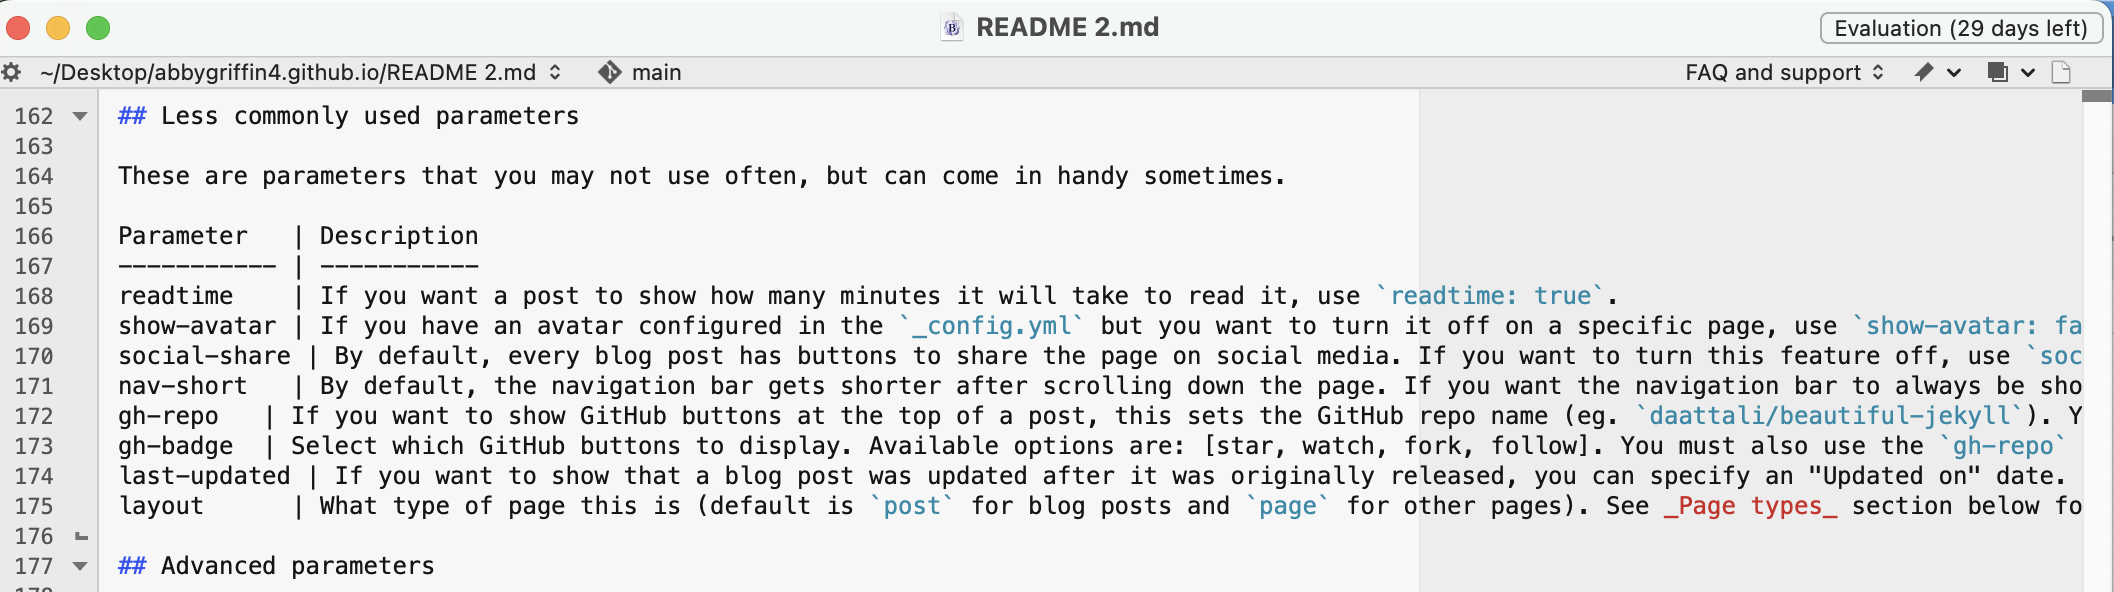 README 2.md
Evaluation (29 days left)
~/Desktop/abbygriffin4.github.io/README 2.md main FAQ and support
162 ## Less commonly used parameters
163
164 These are parameters that you may not use often, but can come in handy sometimes.
165
166 Parameter | Description
167 ----------- | -----------
168 readtime | If you want a post to show how many minutes it will take to read it, use `readtime: true`.
169 show-avatar | If you have an avatar configured in the `_config.yml` but you want to turn it off on a specific page, use `show-avatar: fa
170 social-share | By default, every blog post has buttons to share the page on social media. If you want to turn this feature off, use `soc
171 nav-short | By default, the navigation bar gets shorter after scrolling down the page. If you want the navigation bar to always be sho
172 gh-repo | If you want to show GitHub buttons at the top of a post, this sets the GitHub repo name (eg. `daattali/beautiful-jekyll`). Y
173 gh-badge | Select which GitHub buttons to display. Available options are: [star, watch, fork, follow]. You must also use the `gh-repo`
174 last-updated | If you want to show that a blog post was updated after it was originally released, you can specify an "Updated on" date.
175 layout | What type of page this is (default is `post` for blog posts and `page` for other pages). See _Page types_ section below fo
176
177 ## Advanced parameters